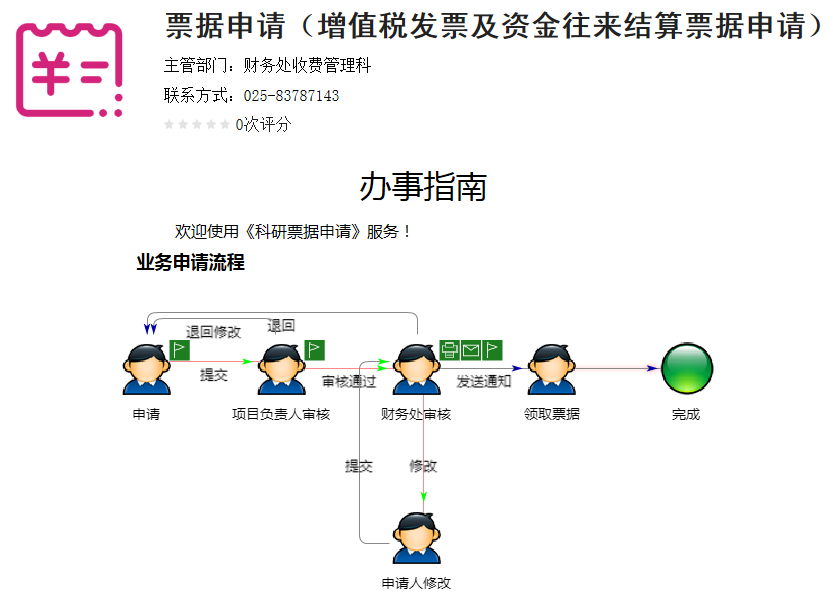 票据申请（增值税发票及资金往来结算票据申请）
主管部门：财务处收费管理科
联系方式：025-83787143
0次评分
办事指南
欢迎使用《科研票据申请》服务！
业务申请流程
退回修改
退回
提交
审核通过
发送通知
申请
项目负责人审核
财务处审核
领取票据
完成
提交
修改
申请人修改